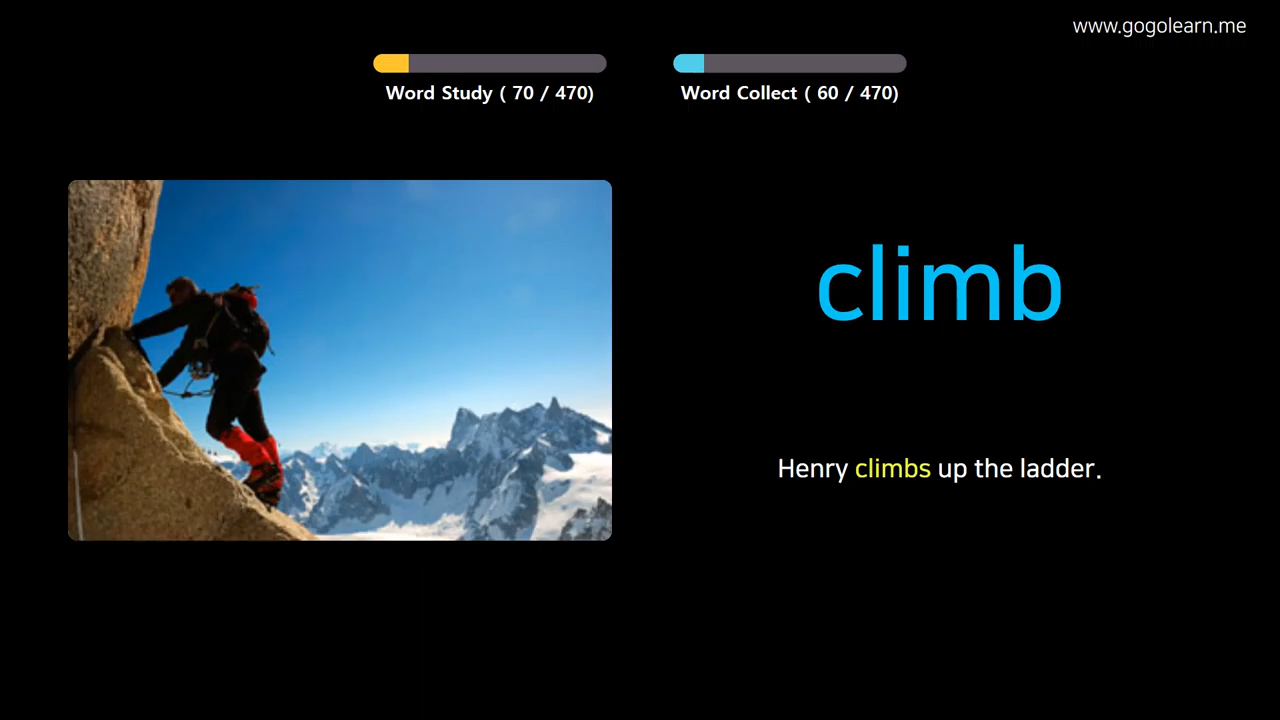 www.gogolearn.me
Word Study ( 70 / 470)
Word Collect ( 60 / 470)
climb
Henry climbs up the ladder.